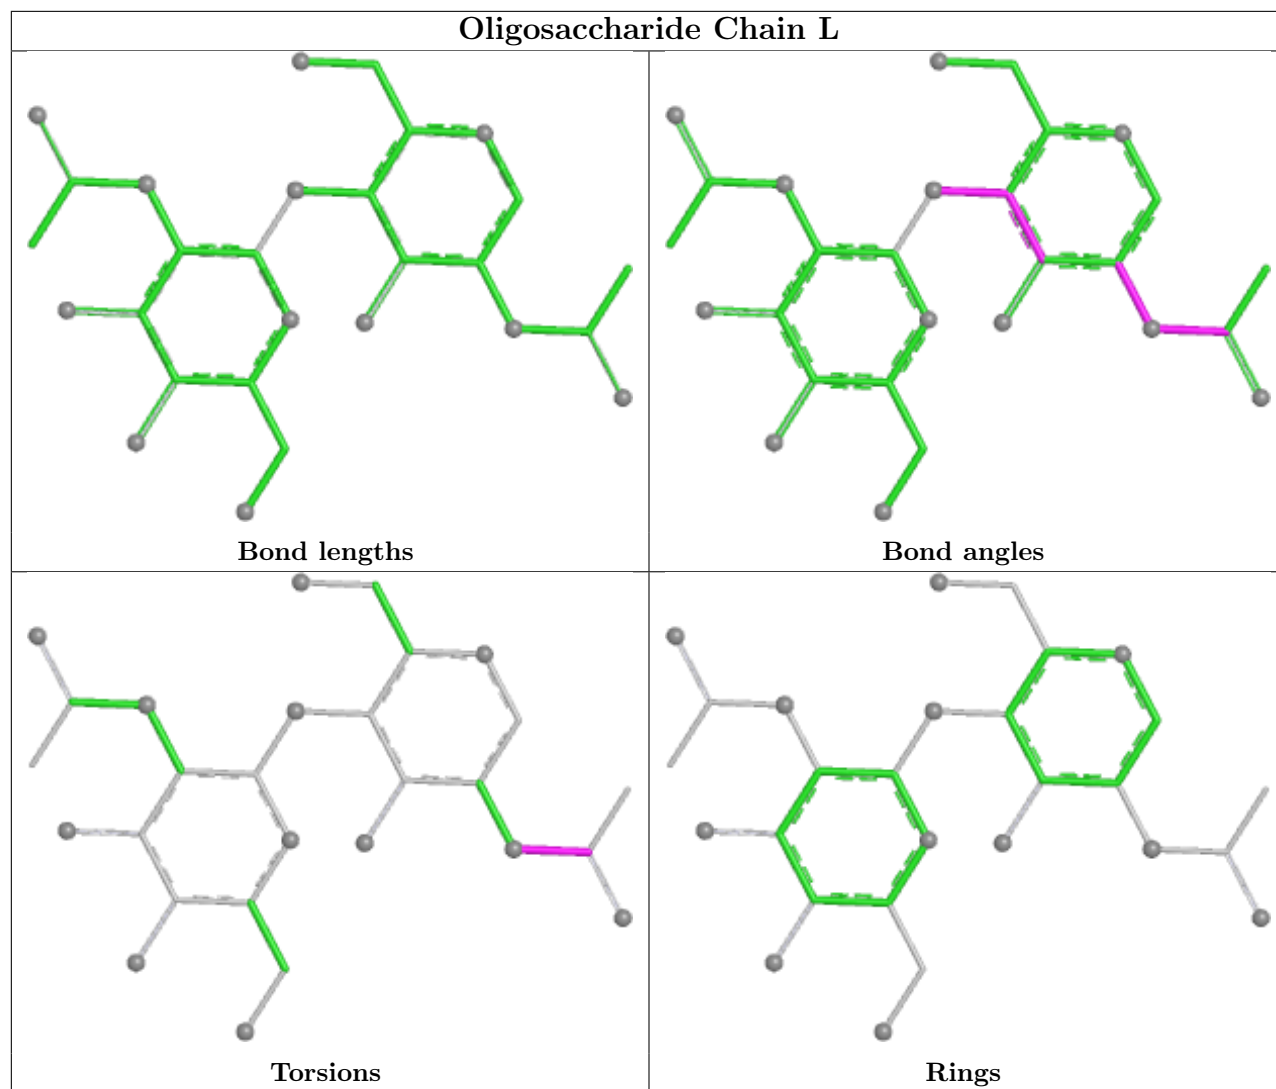 Oligosaccharide Chain L
Bond lengths
Bond angles
Torsions
Rings